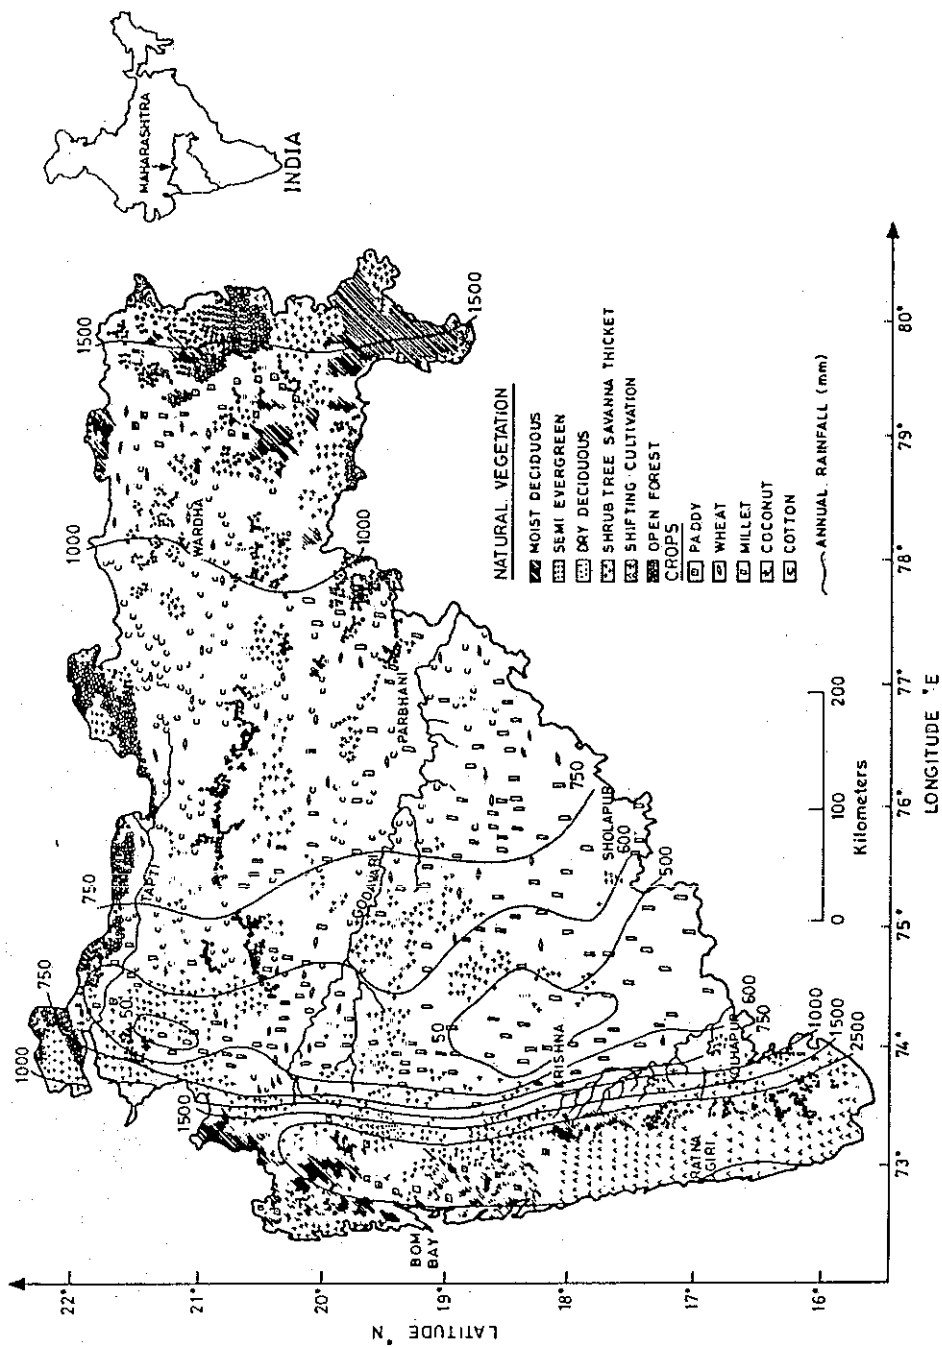 MAHARASHTRA
INDIA
1000
750
750
1000
1500
1500
50
TAPTI
WARDHA
1000
1500
GODAVARI
PARBHANI
50
KRISHNA
750
SHOLAPUR
600
500
KOLHAPUR
600
750
1000
1500
2500
RATNA
GIRI
BOM
BAY
NATURAL VEGETATION
MOIST DECIDUOUS
SEMI EVERGREEN
DRY DECIDUOUS
SHRUB TREE SAVANNA THICKET
SHIFTING CULTIVATION
OPEN FOREST
CROPS
PADDY
WHEAT
MILLET
COCONUT
COTTON
ANNUAL RAINFALL (mm)
0 100 200
Kilometers
22°
21°
20°
19°
18°
17°
16°
LATITUDE °N
73° 74° 75° 76° 77° 78° 79° 80°
LONGITUDE °E